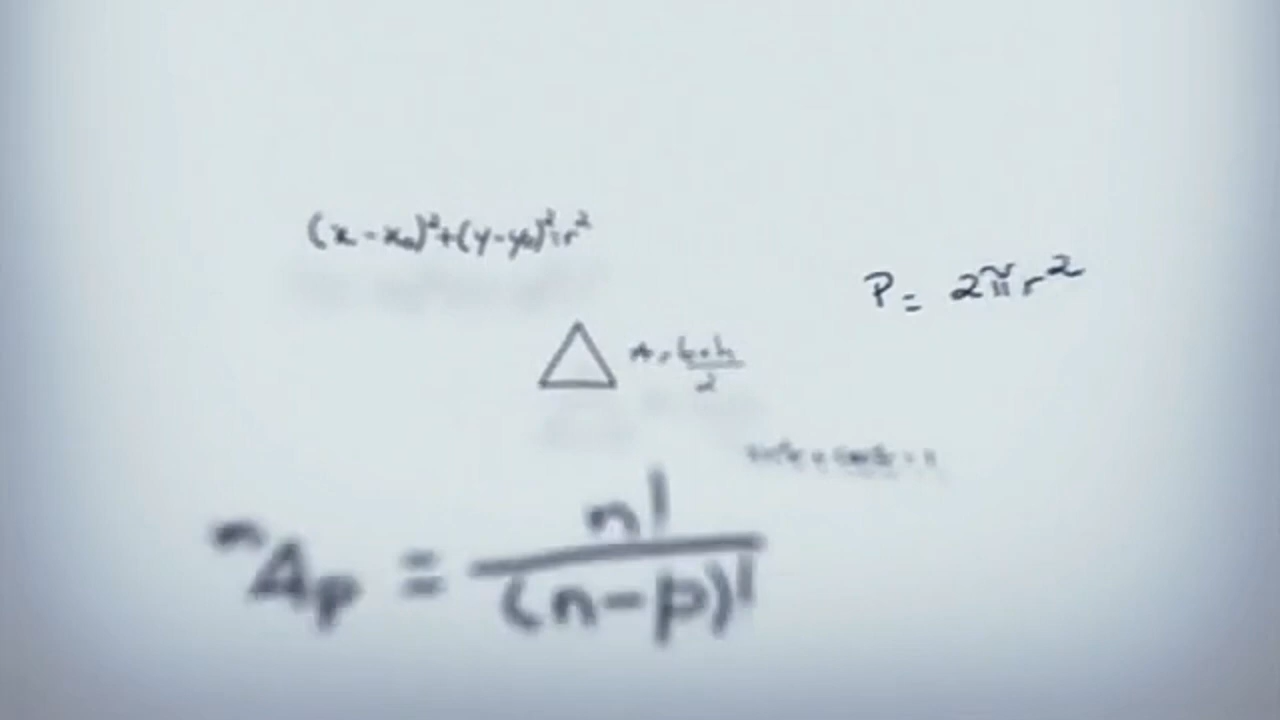 (x-x₀)²+(y-y₀)²=r²
P= 2πr²
A=b×h/2
ⁿAₚ = n!/(n-p)!